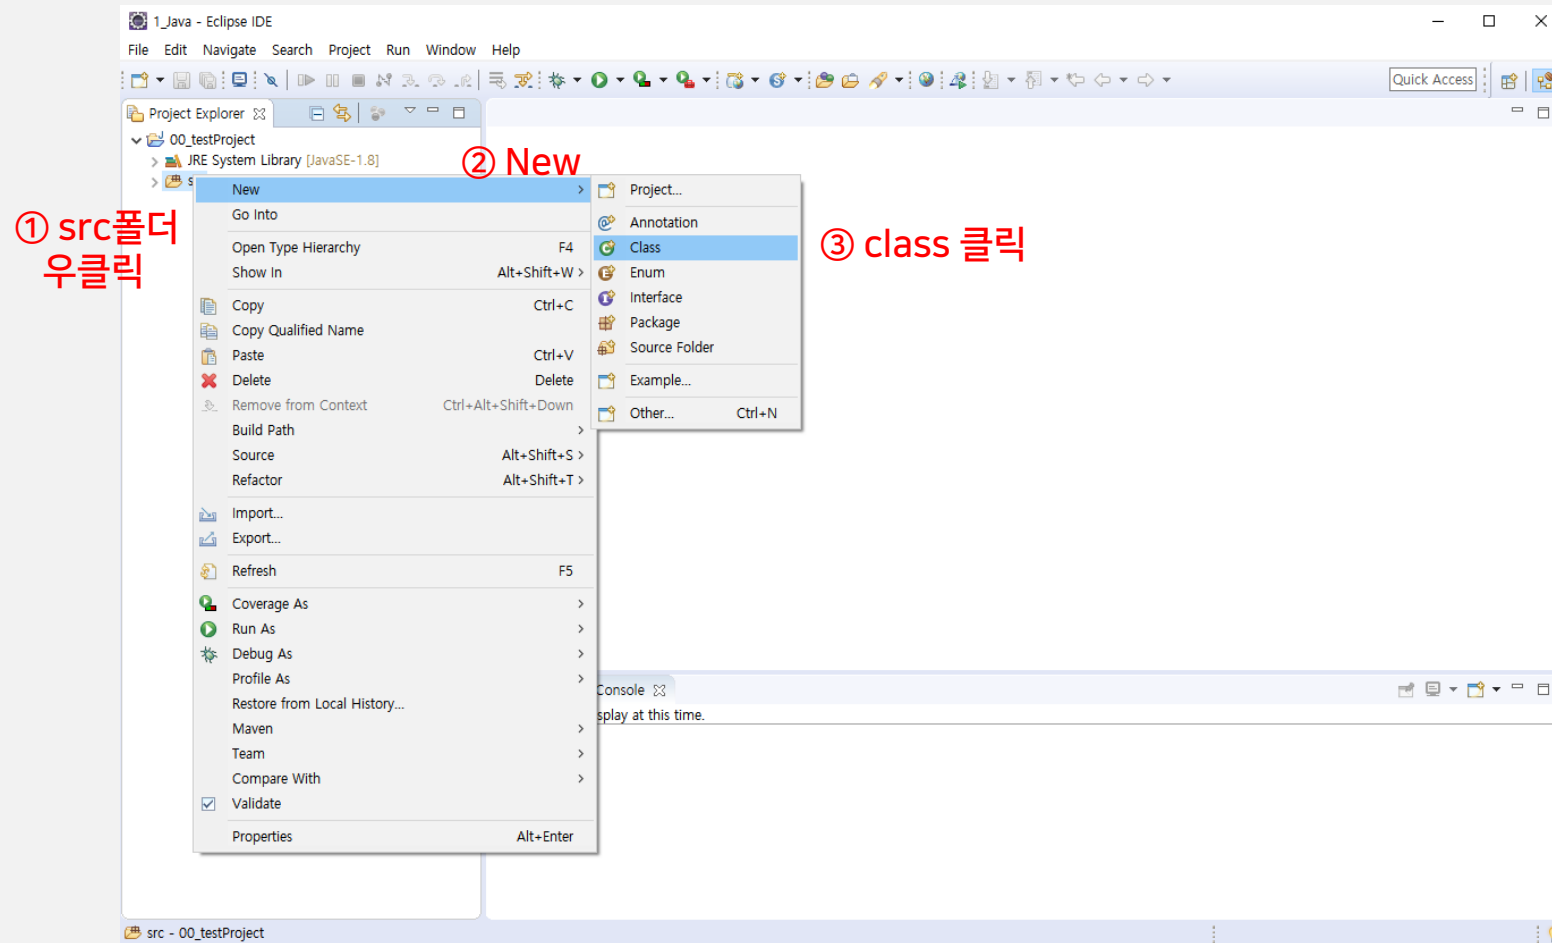 1_Java - Eclipse IDE
File Edit Navigate Search Project Run Window Help
Quick Access
Project Explorer
00_testProject
JRE System Library [JavaSE-1.8]
② New
① src폴더
우클릭
③ class 클릭
New
Go Into
Open Type Hierarchy F4
Show In Alt+Shift+W >
Copy Ctrl+C
Copy Qualified Name
Paste Ctrl+V
Delete Delete
Remove from Context Ctrl+Alt+Shift+Down
Build Path
Source Alt+Shift+S >
Refactor Alt+Shift+T >
Import...
Export...
Refresh F5
Coverage As
Run As
Debug As
Profile As
Restore from Local History...
Maven
Team
Compare With
Validate
Properties Alt+Enter
Project...
Annotation
Class
Enum
Interface
Package
Source Folder
Example...
Other... Ctrl+N
Console
splay at this time.
src - 00_testProject